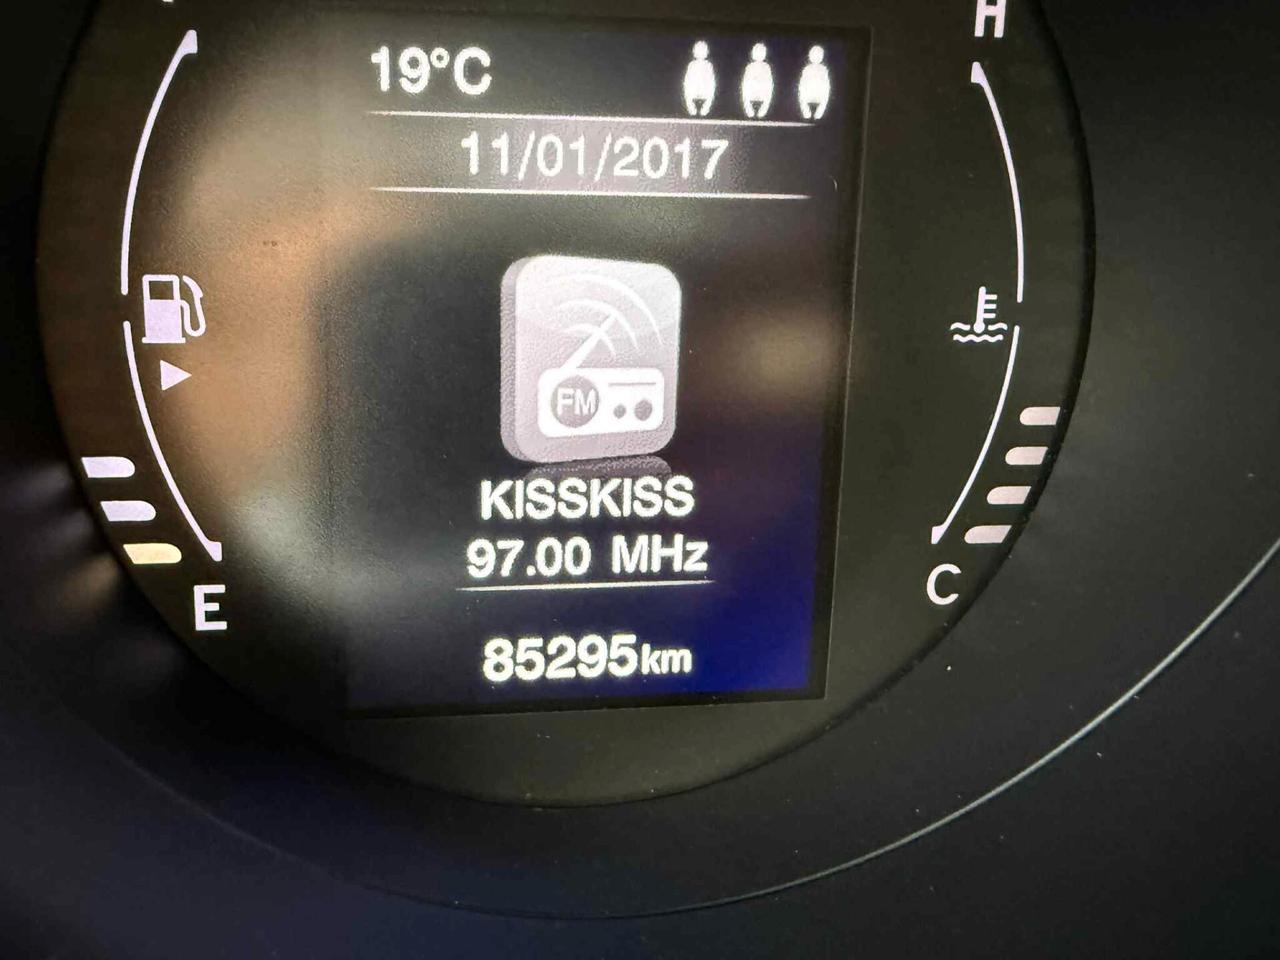 H
19°C
11/01/2017
FM
KISSKISS
97.00 MHz
85295km
E
C